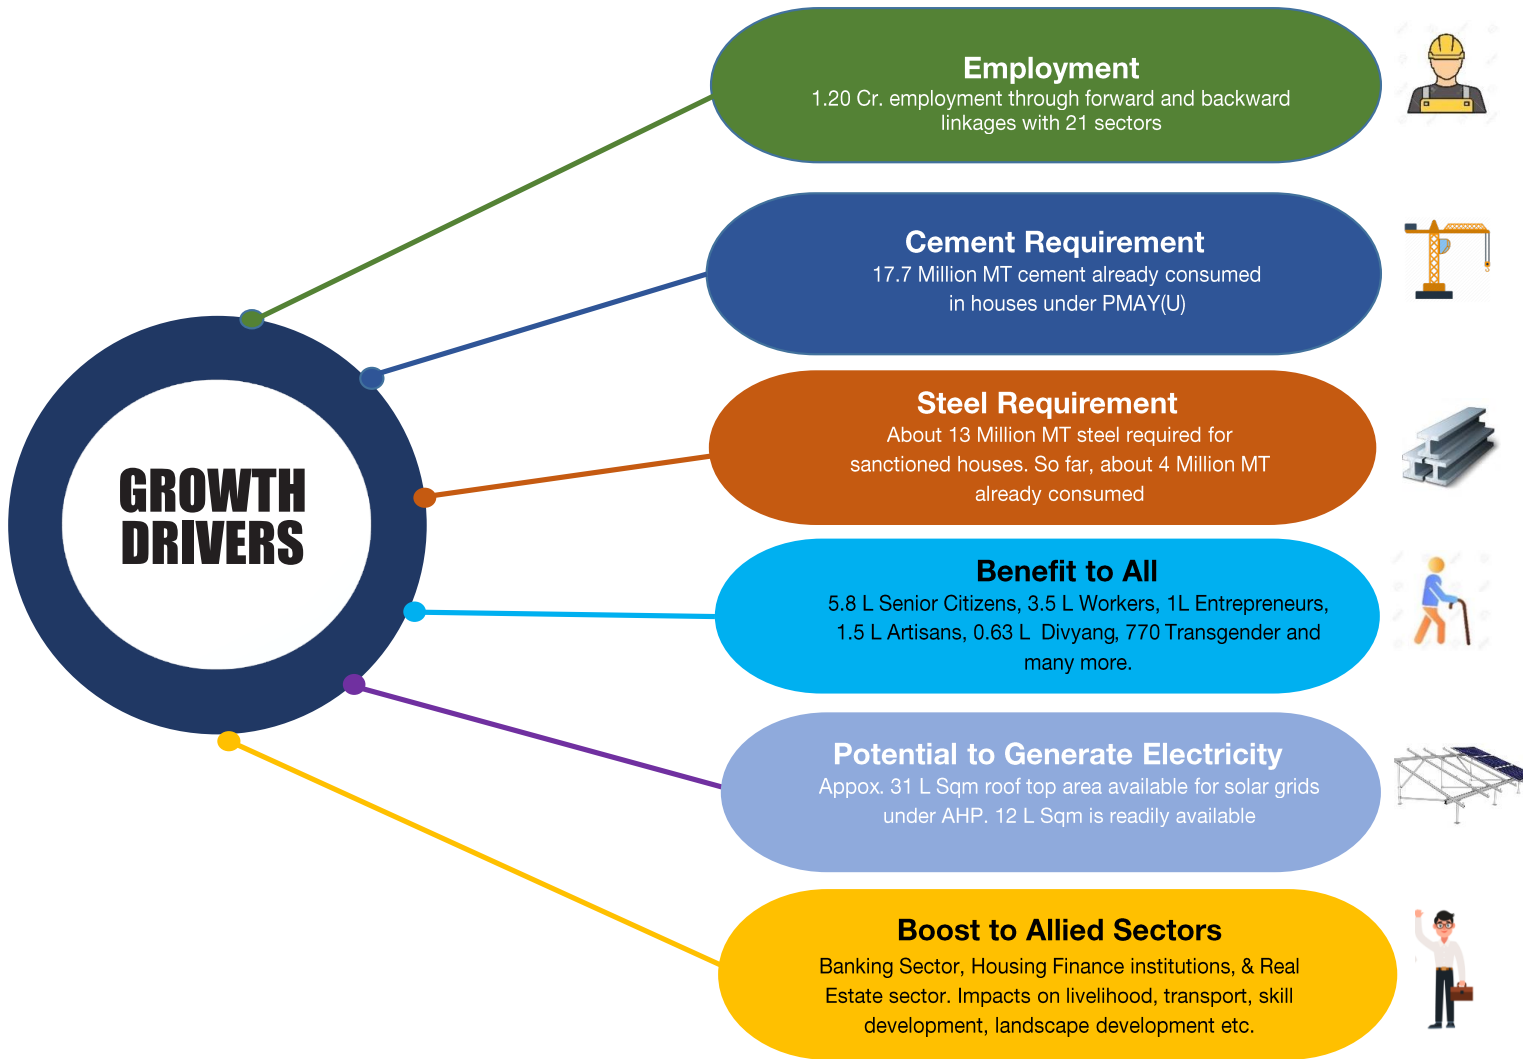 GROWTH
DRIVERS
Employment
1.20 Cr. employment through forward and backward
linkages with 21 sectors
Cement Requirement
17.7 Million MT cement already consumed
in houses under PMAY(U)
Steel Requirement
About 13 Million MT steel required for
sanctioned houses. So far, about 4 Million MT
already consumed
Benefit to All
5.8 L Senior Citizens, 3.5 L Workers, 1L Entrepreneurs,
1.5 L Artisans, 0.63 L Divyang, 770 Transgender and
many more.
Potential to Generate Electricity
Appox. 31 L Sqm roof top area available for solar grids
under AHP. 12 L Sqm is readily available
Boost to Allied Sectors
Banking Sector, Housing Finance institutions, & Real
Estate sector. Impacts on livelihood, transport, skill
development, landscape development etc.